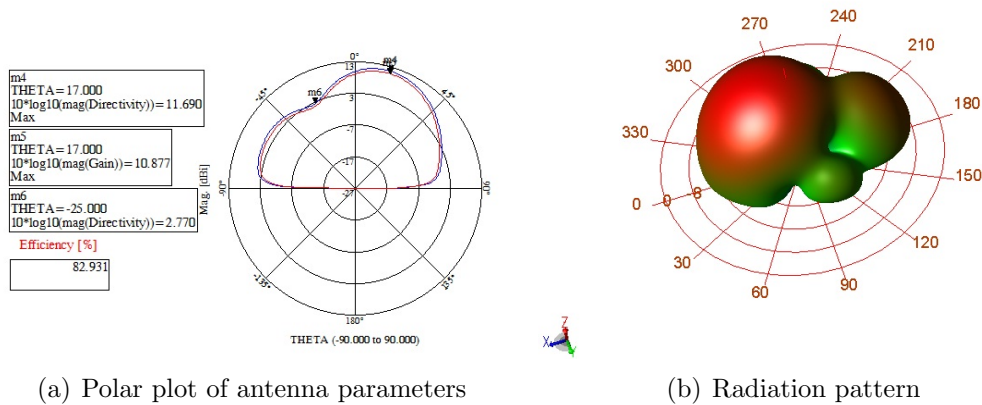 m4
THETA=17.000
10*log10(mag(Directivity))=11.690
Max
m5
THETA=17.000
10*log10(mag(Gain))=10.877
Max
m6
THETA=-25.000
10*log10(mag(Directivity))=2.770
Efficiency [%]
82.931
0°
13
m4
3
m6
-45°
45°
-7
-17
-27
-90°
90°
Mag. [dBi]
-135°
135°
180°
THETA (-90.000 to 90.000)
240
270
210
300
180
330
150
0 0 8
120
30
60
90
Z
X
Y
(a) Polar plot of antenna parameters
(b) Radiation pattern